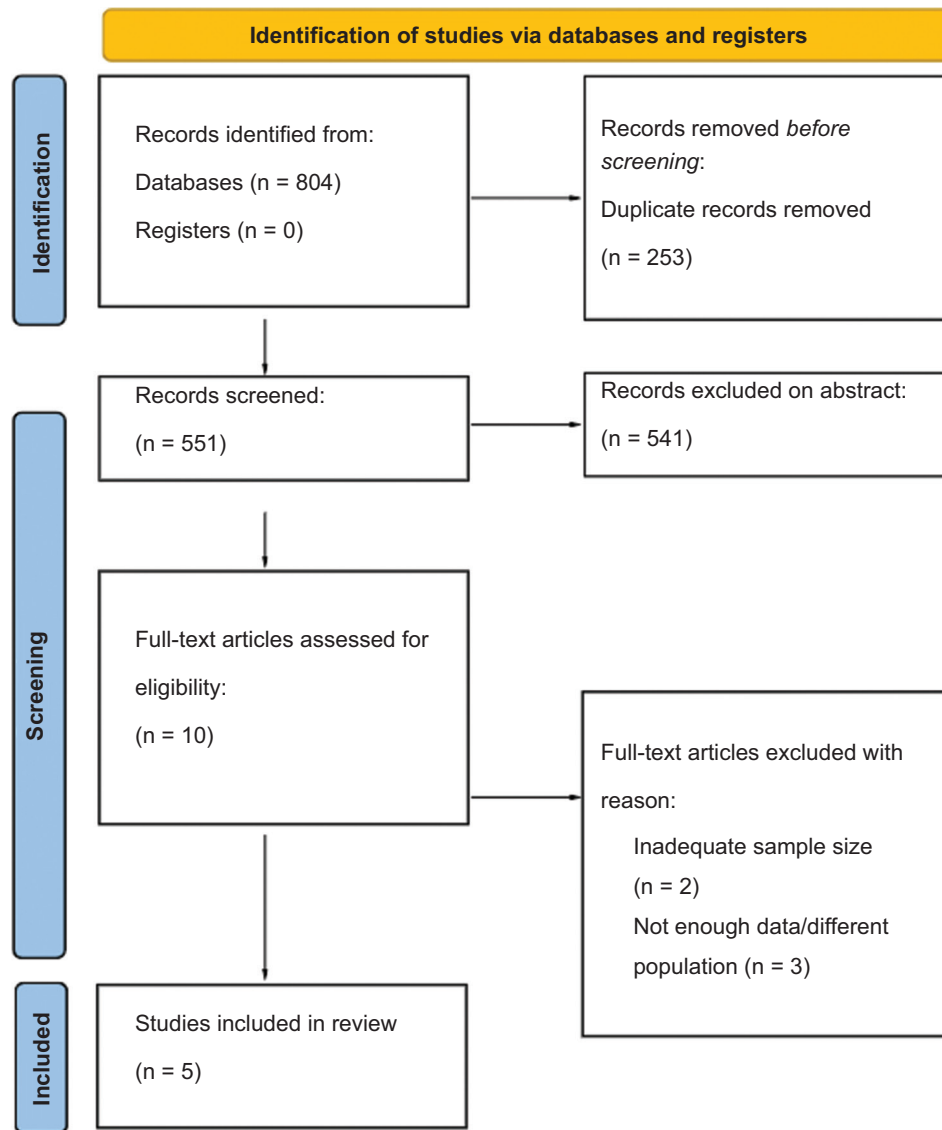 Identification of studies via databases and registers
Identification
Records identified from:
Databases (n = 804)
Registers (n = 0)
Records removed before
screening:
Duplicate records removed
(n = 253)
Screening
Records screened:
(n = 551)
Records excluded on abstract:
(n = 541)
Full-text articles assessed for
eligibility:
(n = 10)
Full-text articles excluded with
reason:
Inadequate sample size
(n = 2)
Not enough data/different
population (n = 3)
Included
Studies included in review
(n = 5)